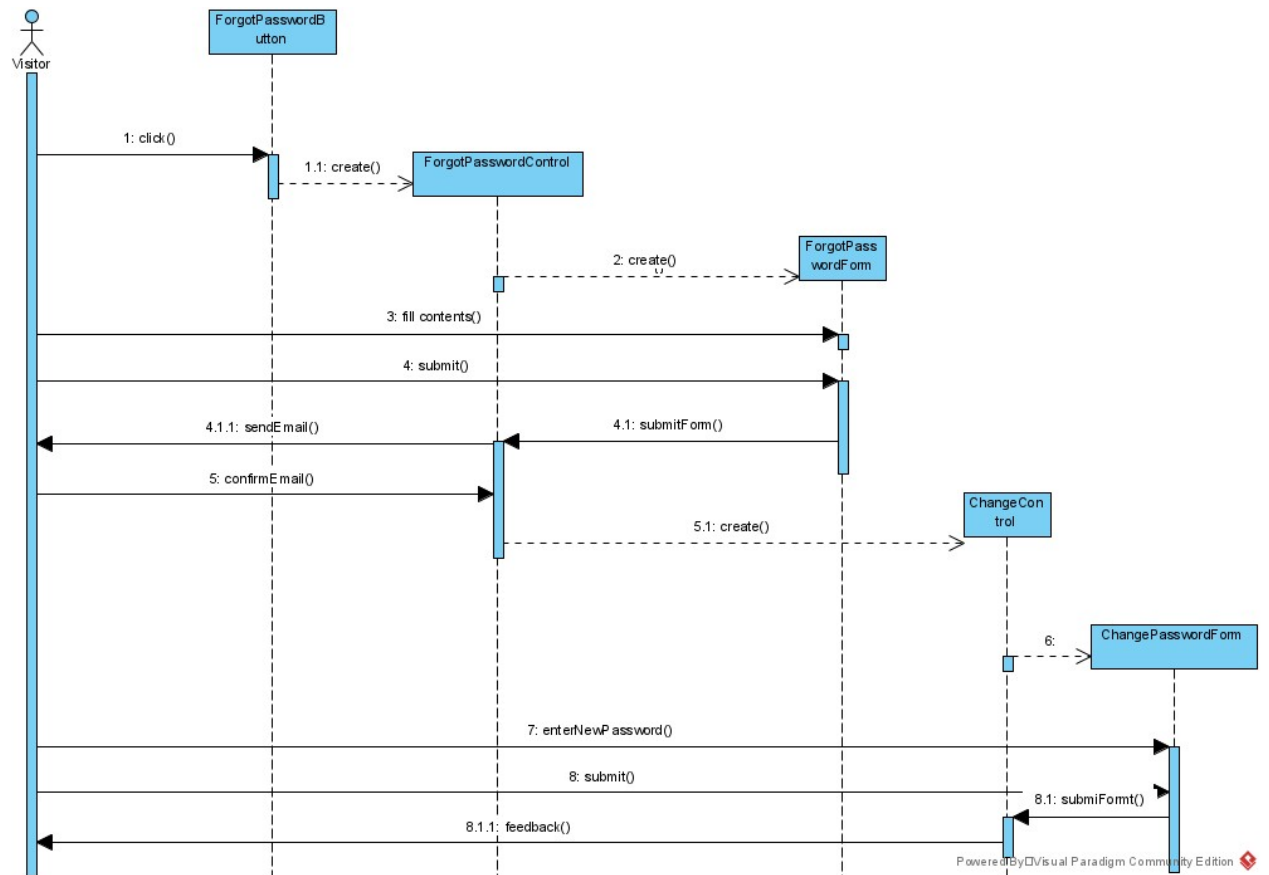 ForgotPasswordB
utton
Visitor
1: click()
1.1: create()
ForgotPasswordControl
ForgotPass
wordForm
2: create()
3: fill contents()
4: submit()
4.1.1: sendEmail()
4.1: submitForm()
5: confirmEmail()
ChangeCon
trol
5.1: create()
6:
ChangePasswordForm
7: enterNewPassword()
8: submit()
8.1: submiFormt()
8.1.1: feedback()
Powered By Visual Paradigm Community Edition